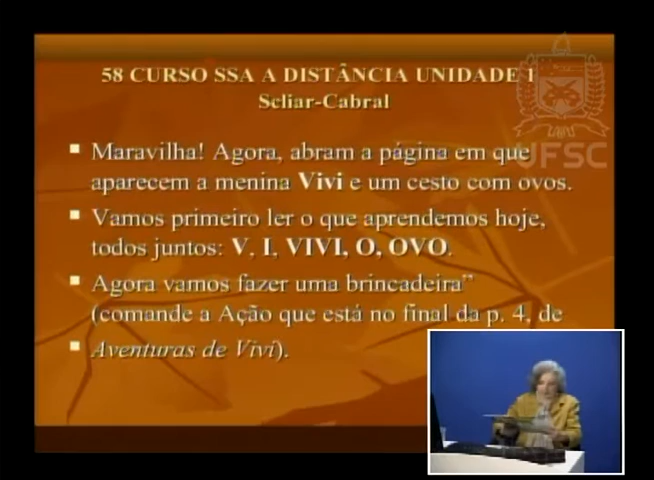 58 CURSO SSA A DISTÂNCIA UNIDADE 1
Scliar-Cabral
Maravilha! Agora, abram a página em que
aparecem a menina Vivi e um cesto com ovos.
Vamos primeiro ler o que aprendemos hoje,
todos juntos: V, I, VIVI, O, OVO.
Agora vamos fazer uma brincadeira”
(comande a Ação que está no final da p. 4, de
Aventuras de Vivi).
UFSC